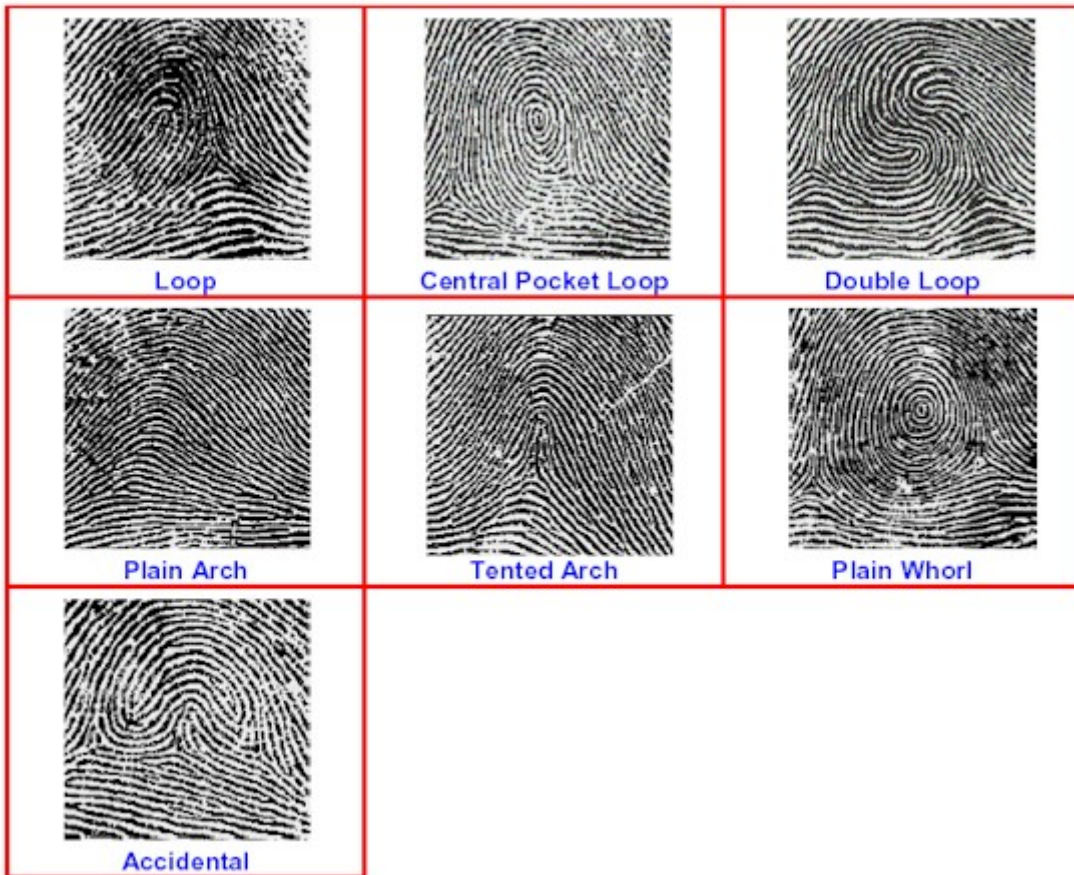 Loop
Central Pocket Loop
Double Loop
Plain Arch
Tented Arch
Plain Whorl
Accidental